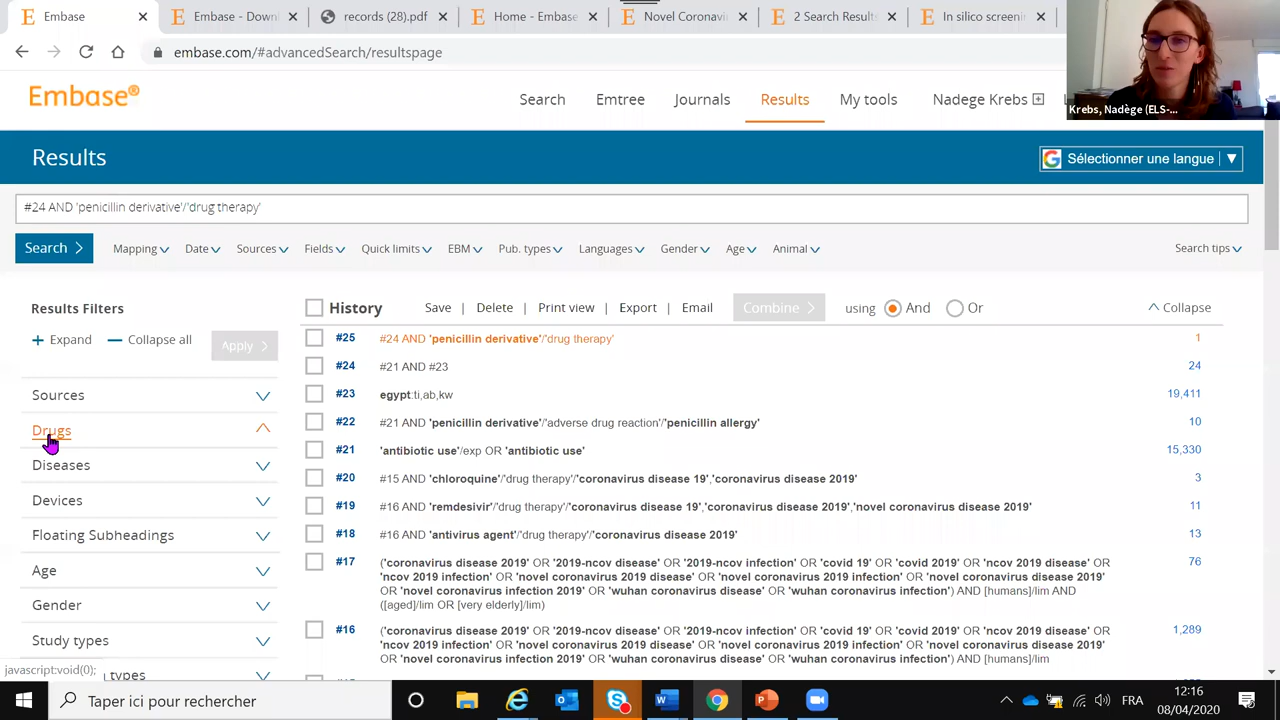 Embase
Embase - Down
records (28).pdf
Home - Embase
Novel Coronavi
2 Search Results
In silico screeni
embase.com/#advancedSearch/resultspage
Krebs, Nadège (ELS-...
Embase®
Search
Emtree
Journals
Results
My tools
Nadege Krebs
Results
Sélectionner une langue
#24 AND 'penicillin derivative'/'drug therapy'
Search
Mapping
Date
Sources
Fields
Quick limits
EBM
Pub. types
Languages
Gender
Age
Animal
Search tips
Results Filters
Expand
Collapse all
Apply
Sources
Drugs
Diseases
Devices
Floating Subheadings
Age
Gender
Study types
types
javascript:void(0);
History
Save | Delete | Print view | Export | Email
Combine
using
And
Or
Collapse
#25 #24 AND 'penicillin derivative'/'drug therapy' 1
#24 #21 AND #23 24
#23 egypt:ti,ab,kw 19,411
#22 #21 AND 'penicillin derivative'/'adverse drug reaction'/'penicillin allergy' 10
#21 'antibiotic use'/exp OR 'antibiotic use' 15,330
#20 #15 AND 'chloroquine'/'drug therapy'/'coronavirus disease 19','coronavirus disease 2019' 3
#19 #16 AND 'remdesivir'/'drug therapy'/'coronavirus disease 19','coronavirus disease 2019','novel coronavirus disease 2019' 11
#18 #16 AND 'antivirus agent'/'drug therapy'/'coronavirus disease 2019' 13
#17 ('coronavirus disease 2019' OR '2019-ncov disease' OR '2019-ncov infection' OR 'covid 19' OR 'covid 2019' OR 'ncov 2019 disease' OR 76
'ncov 2019 infection' OR 'novel coronavirus 2019 disease' OR 'novel coronavirus 2019 infection' OR 'novel coronavirus disease 2019'
OR 'novel coronavirus infection 2019' OR 'wuhan coronavirus disease' OR 'wuhan coronavirus infection') AND [humans]/lim AND
([aged]/lim OR [very elderly]/lim)
#16 ('coronavirus disease 2019' OR '2019-ncov disease' OR '2019-ncov infection' OR 'covid 19' OR 'covid 2019' OR 'ncov 2019 disease' OR 1,289
'ncov 2019 infection' OR 'novel coronavirus 2019 disease' OR 'novel coronavirus 2019 infection' OR 'novel coronavirus disease 2019'
OR 'novel coronavirus infection 2019' OR 'wuhan coronavirus disease' OR 'wuhan coronavirus infection') AND [humans]/lim
Taper ici pour rechercher
FRA
12:16
08/04/2020